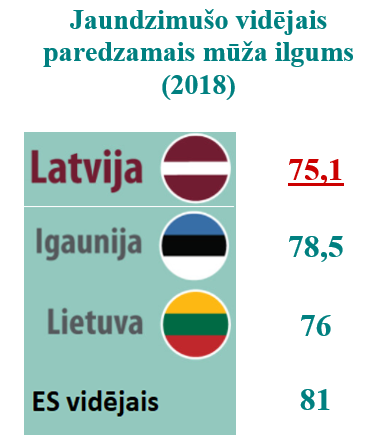 Jaundzimušo vidējais
paredzamais mūža ilgums
(2018)
Latvija 75,1
Igaunija 78,5
Lietuva 76
ES vidējais 81